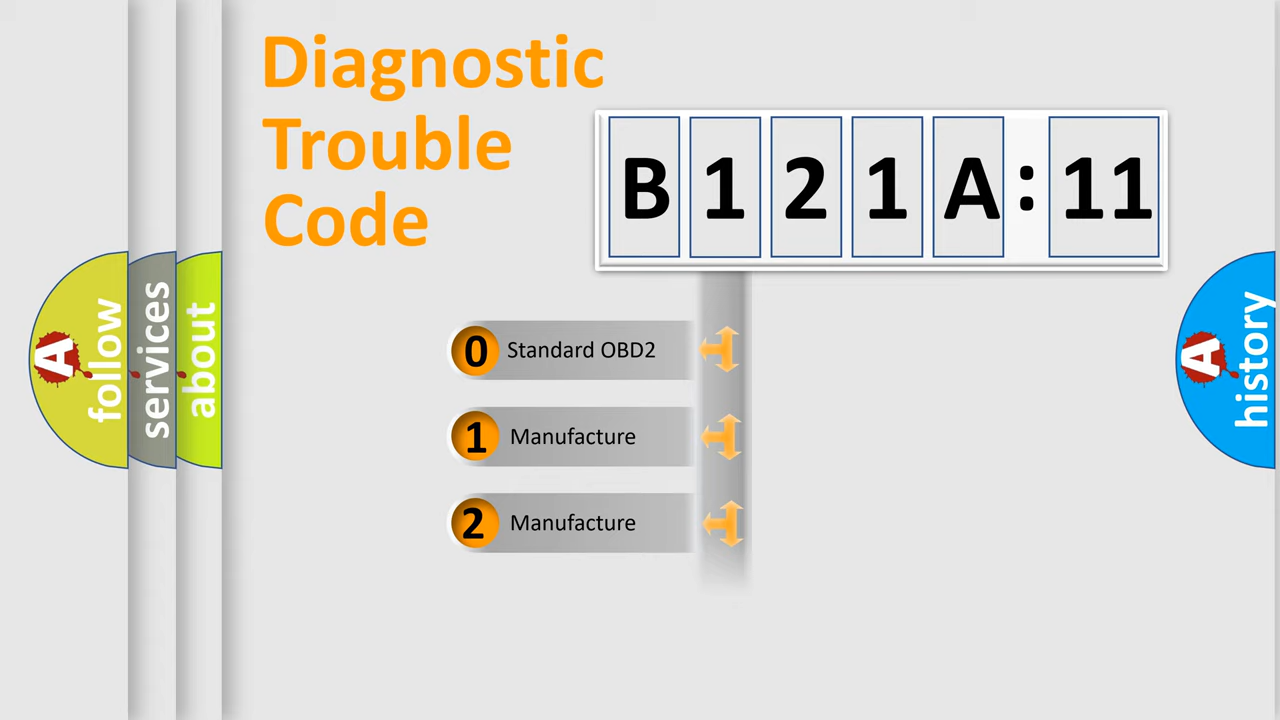 Diagnostic
Trouble
Code
B 1 2 1 A : 11
0 Standard OBD2
1 Manufacture
2 Manufacture
A follow
services
about
A history